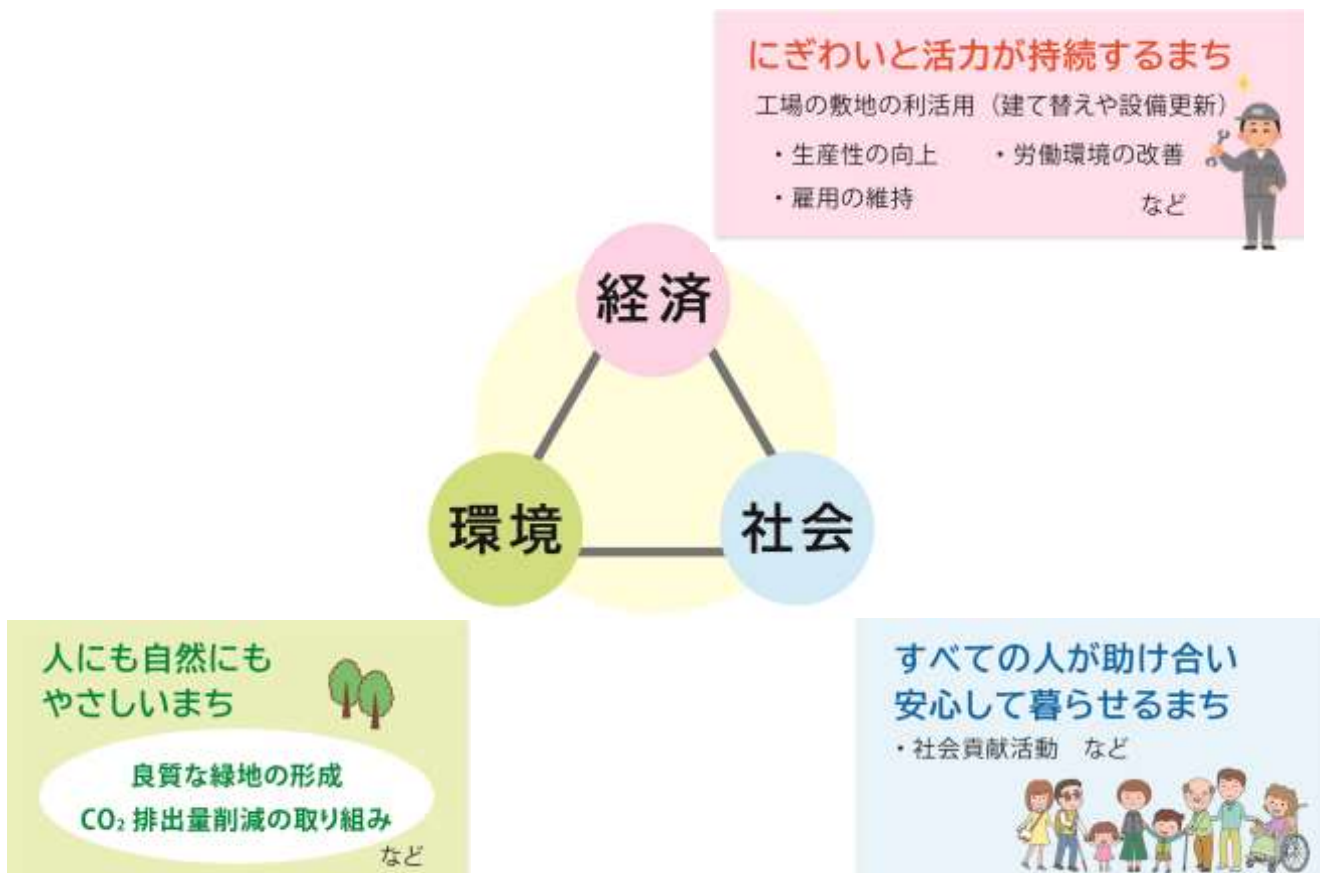 にぎわいと活力が持続するまち
工場の敷地の利活用（建て替えや設備更新）
・生産性の向上　・労働環境の改善
・雇用の維持　など
経済
環境
社会
人にも自然にも
やさしいまち
良質な緑地の形成
CO₂ 排出量削減の取り組み
など
すべての人が助け合い
安心して暮らせるまち
・社会貢献活動　など